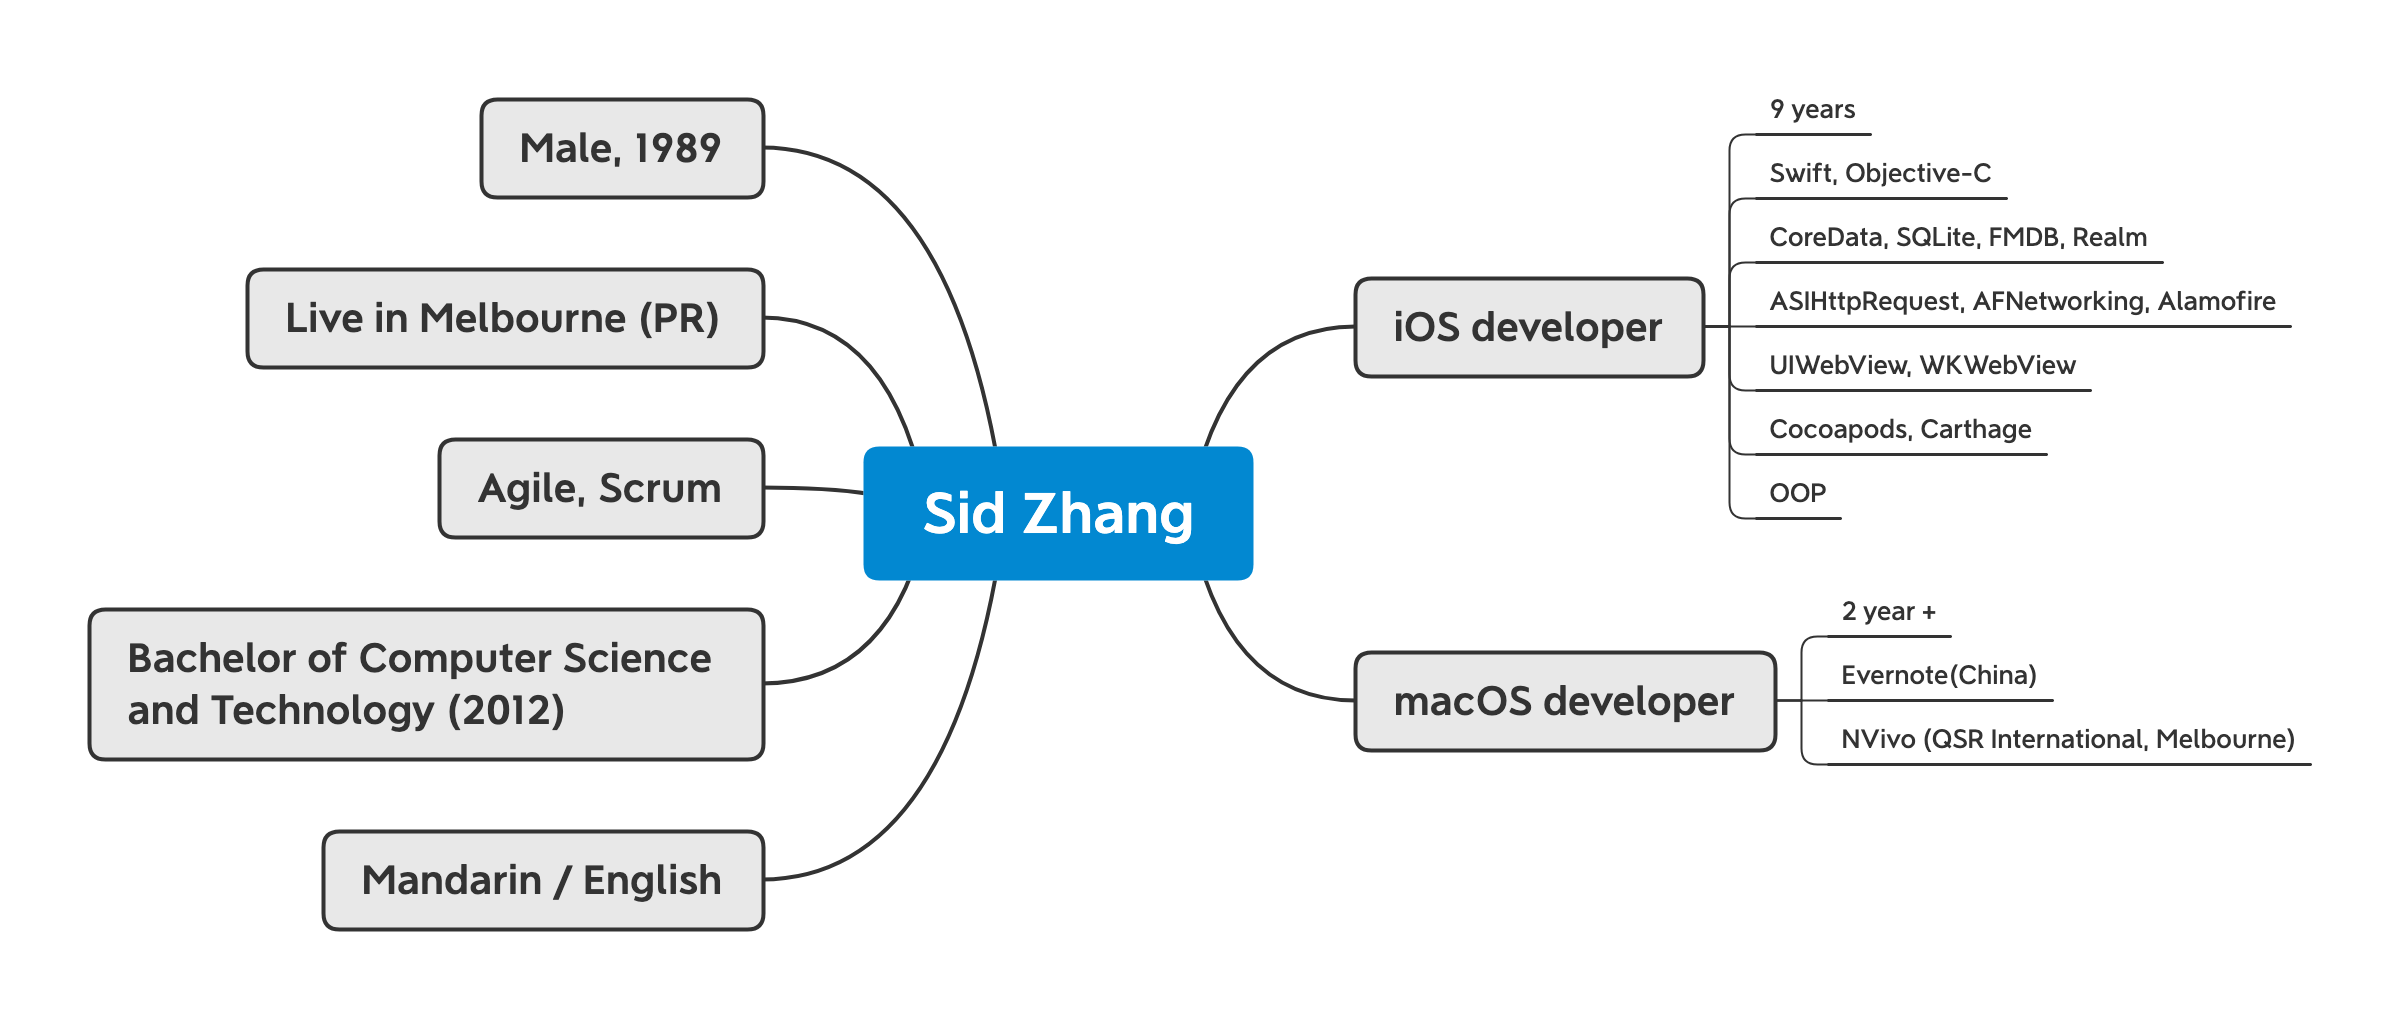 Male, 1989
Live in Melbourne (PR)
Agile, Scrum
Bachelor of Computer Science
and Technology (2012)
Mandarin / English
Sid Zhang
iOS developer
9 years
Swift, Objective-C
CoreData, SQLite, FMDB, Realm
ASIHttpRequest, AFNetworking, Alamofire
UIWebView, WKWebView
Cocoapods, Carthage
OOP
macOS developer
2 year +
Evernote(China)
NVivo (QSR International, Melbourne)